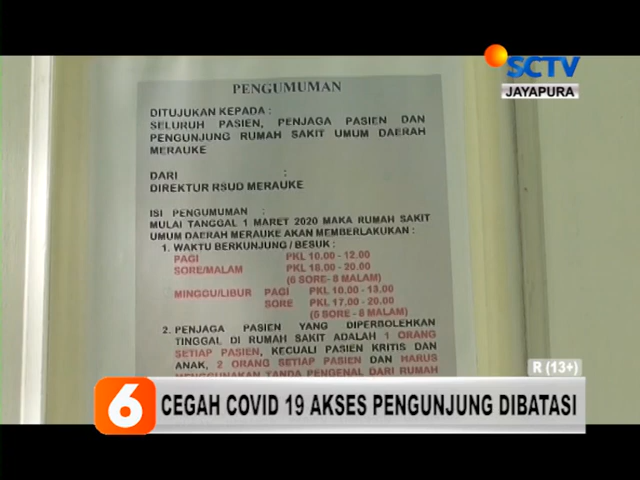 SCTV
JAYAPURA
PENGUMUMAN
DITUJUKAN KEPADA :
SELURUH PASIEN, PENJAGA PASIEN DAN
PENGUNJUNG RUMAH SAKIT UMUM DAERAH
MERAUKE
DARI :
DIREKTUR RSUD MERAUKE
ISI PENGUMUMAN :
MULAI TANGGAL 1 MARET 2020 MAKA RUMAH SAKIT
UMUM DAERAH MERAUKE AKAN MEMBERLAKUKAN :
1. WAKTU BERKUNJUNG / BESUK :
PAGI PKL 10.00 - 12.00
SORE/MALAM PKL 18.00 - 20.00
(6 SORE- 8 MALAM)
MINGGU/LIBUR PAGI PKL 10.00 - 13.00
SORE PKL 17.00 - 20.00
(5 SORE- 8 MALAM)
2. PENJAGA PASIEN YANG DIPERBOLEHKAN
TINGGAL DI RUMAH SAKIT ADALAH 1 ORANG
SETIAP PASIEN, KECUALI PASIEN KRITIS DAN
ANAK, 2 ORANG SETIAP PASIEN DAN HARUS
MENGGUNAKAN TANDA PENGENAL DARI RUMAH
R (13+)
6 CEGAH COVID 19 AKSES PENGUNJUNG DIBATASI